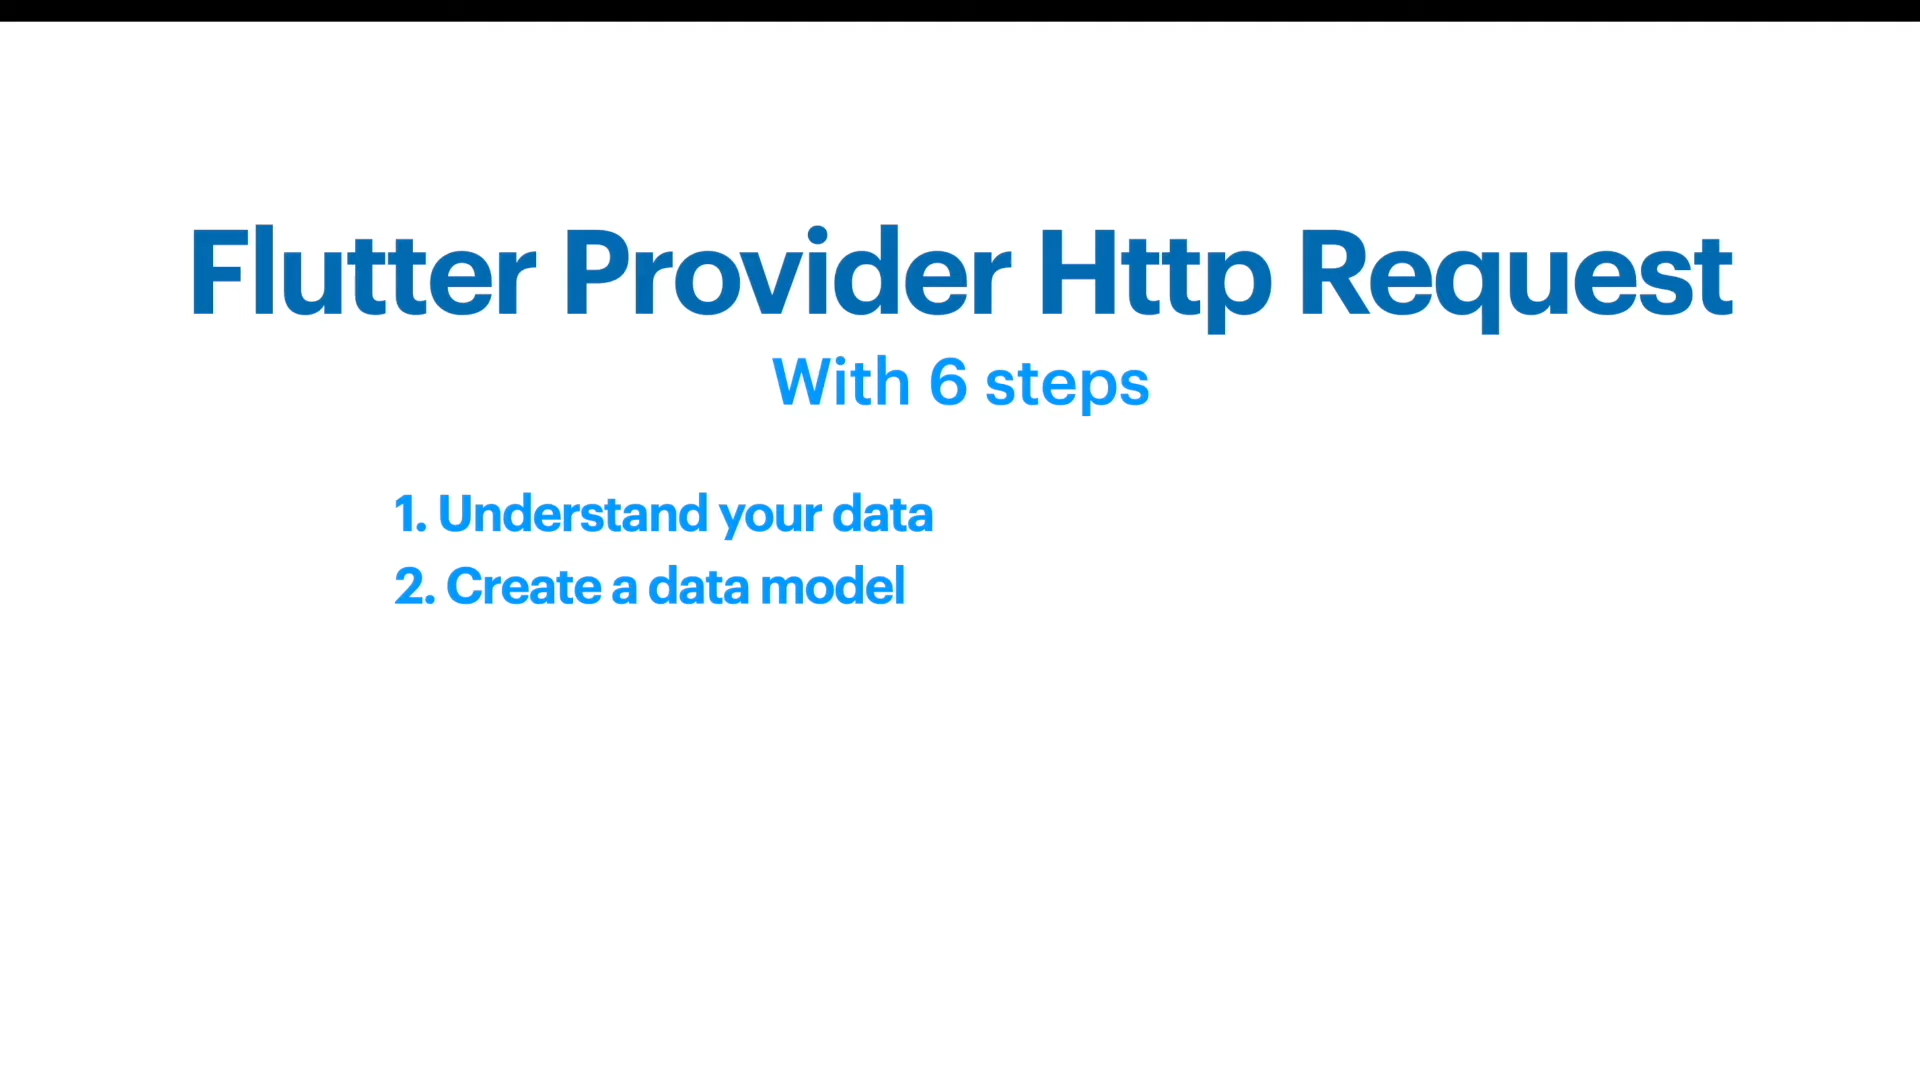 Flutter Provider Http Request
With 6 steps
1. Understand your data
2. Create a data model